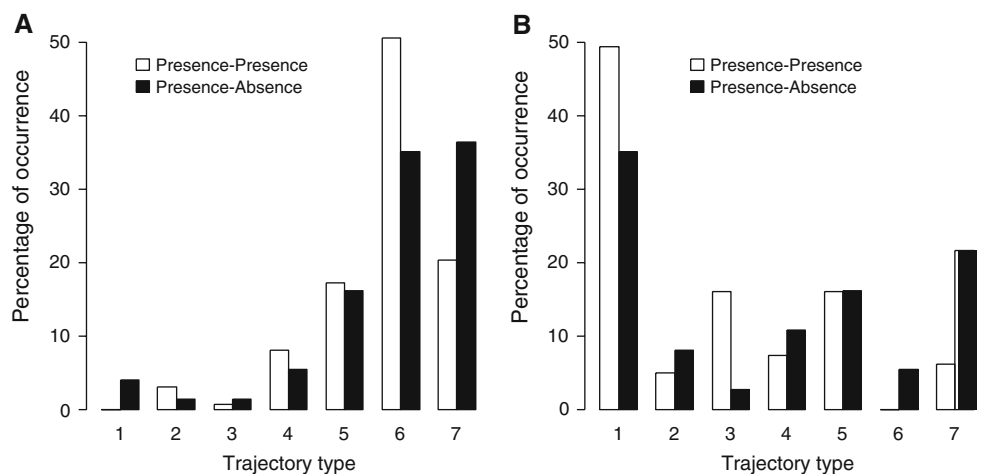 A
Percentage of occurrence
50
40
30
20
10
0
Presence-Presence
Presence-Absence
1 2 3 4 5 6 7
Trajectory type
B
Percentage of occurrence
50
40
30
20
10
0
Presence-Presence
Presence-Absence
1 2 3 4 5 6 7
Trajectory type